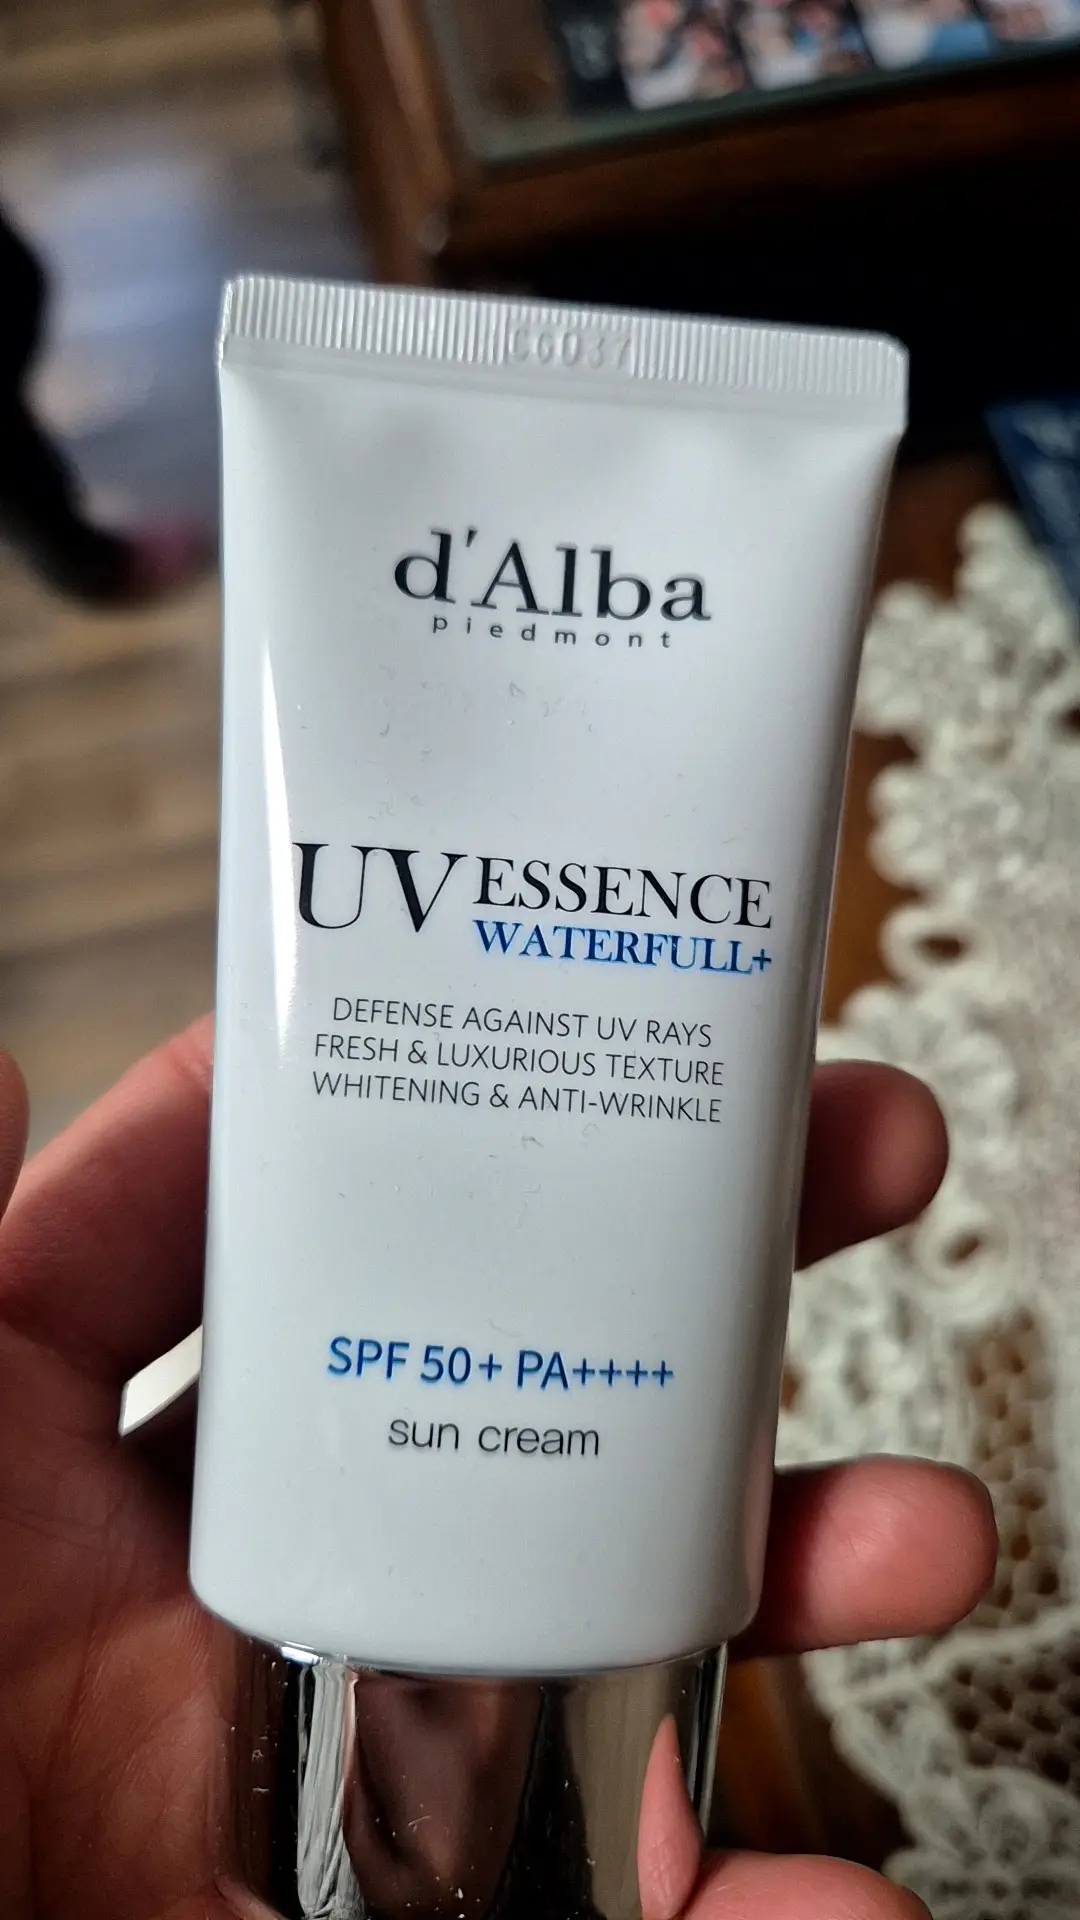 d'Alba
piedmont
UV ESSENCE
WATERFULL+
DEFENSE AGAINST UV RAYS
FRESH & LUXURIOUS TEXTURE
WHITENING & ANTI-WRINKLE
SPF 50+ PA++++
sun cream